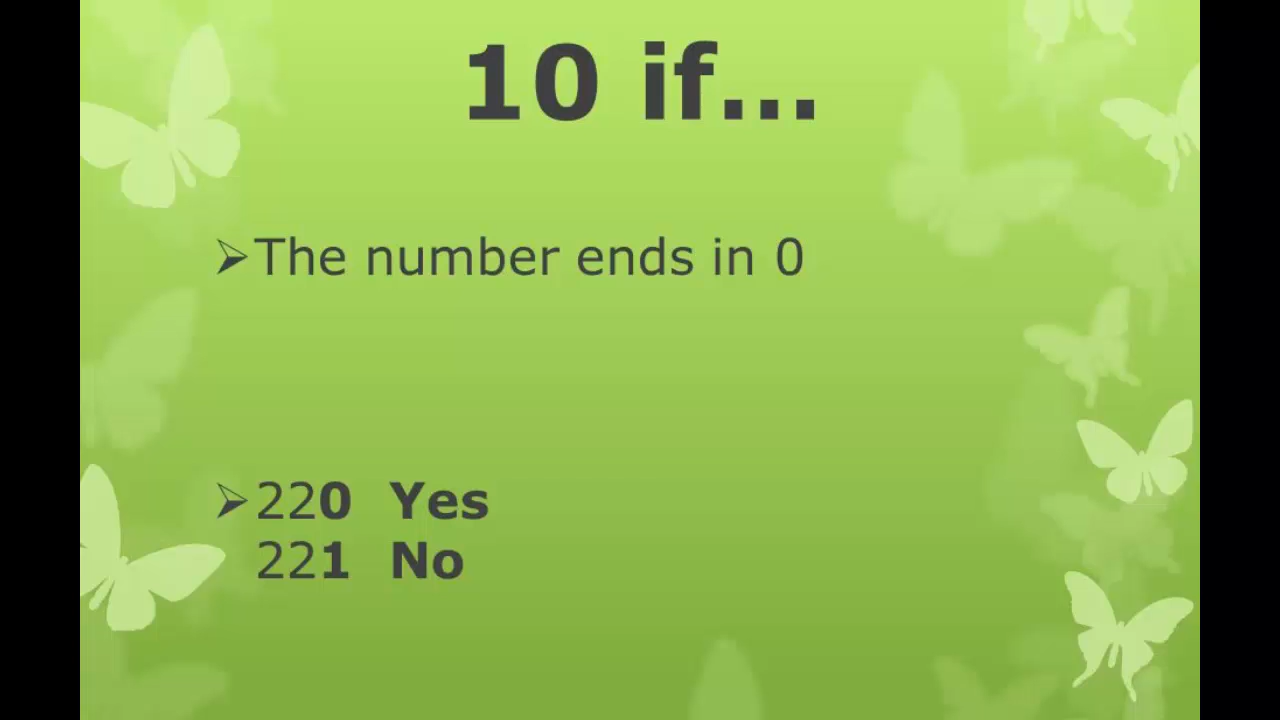 10 if...
➢The number ends in 0
➢220 Yes
221 No